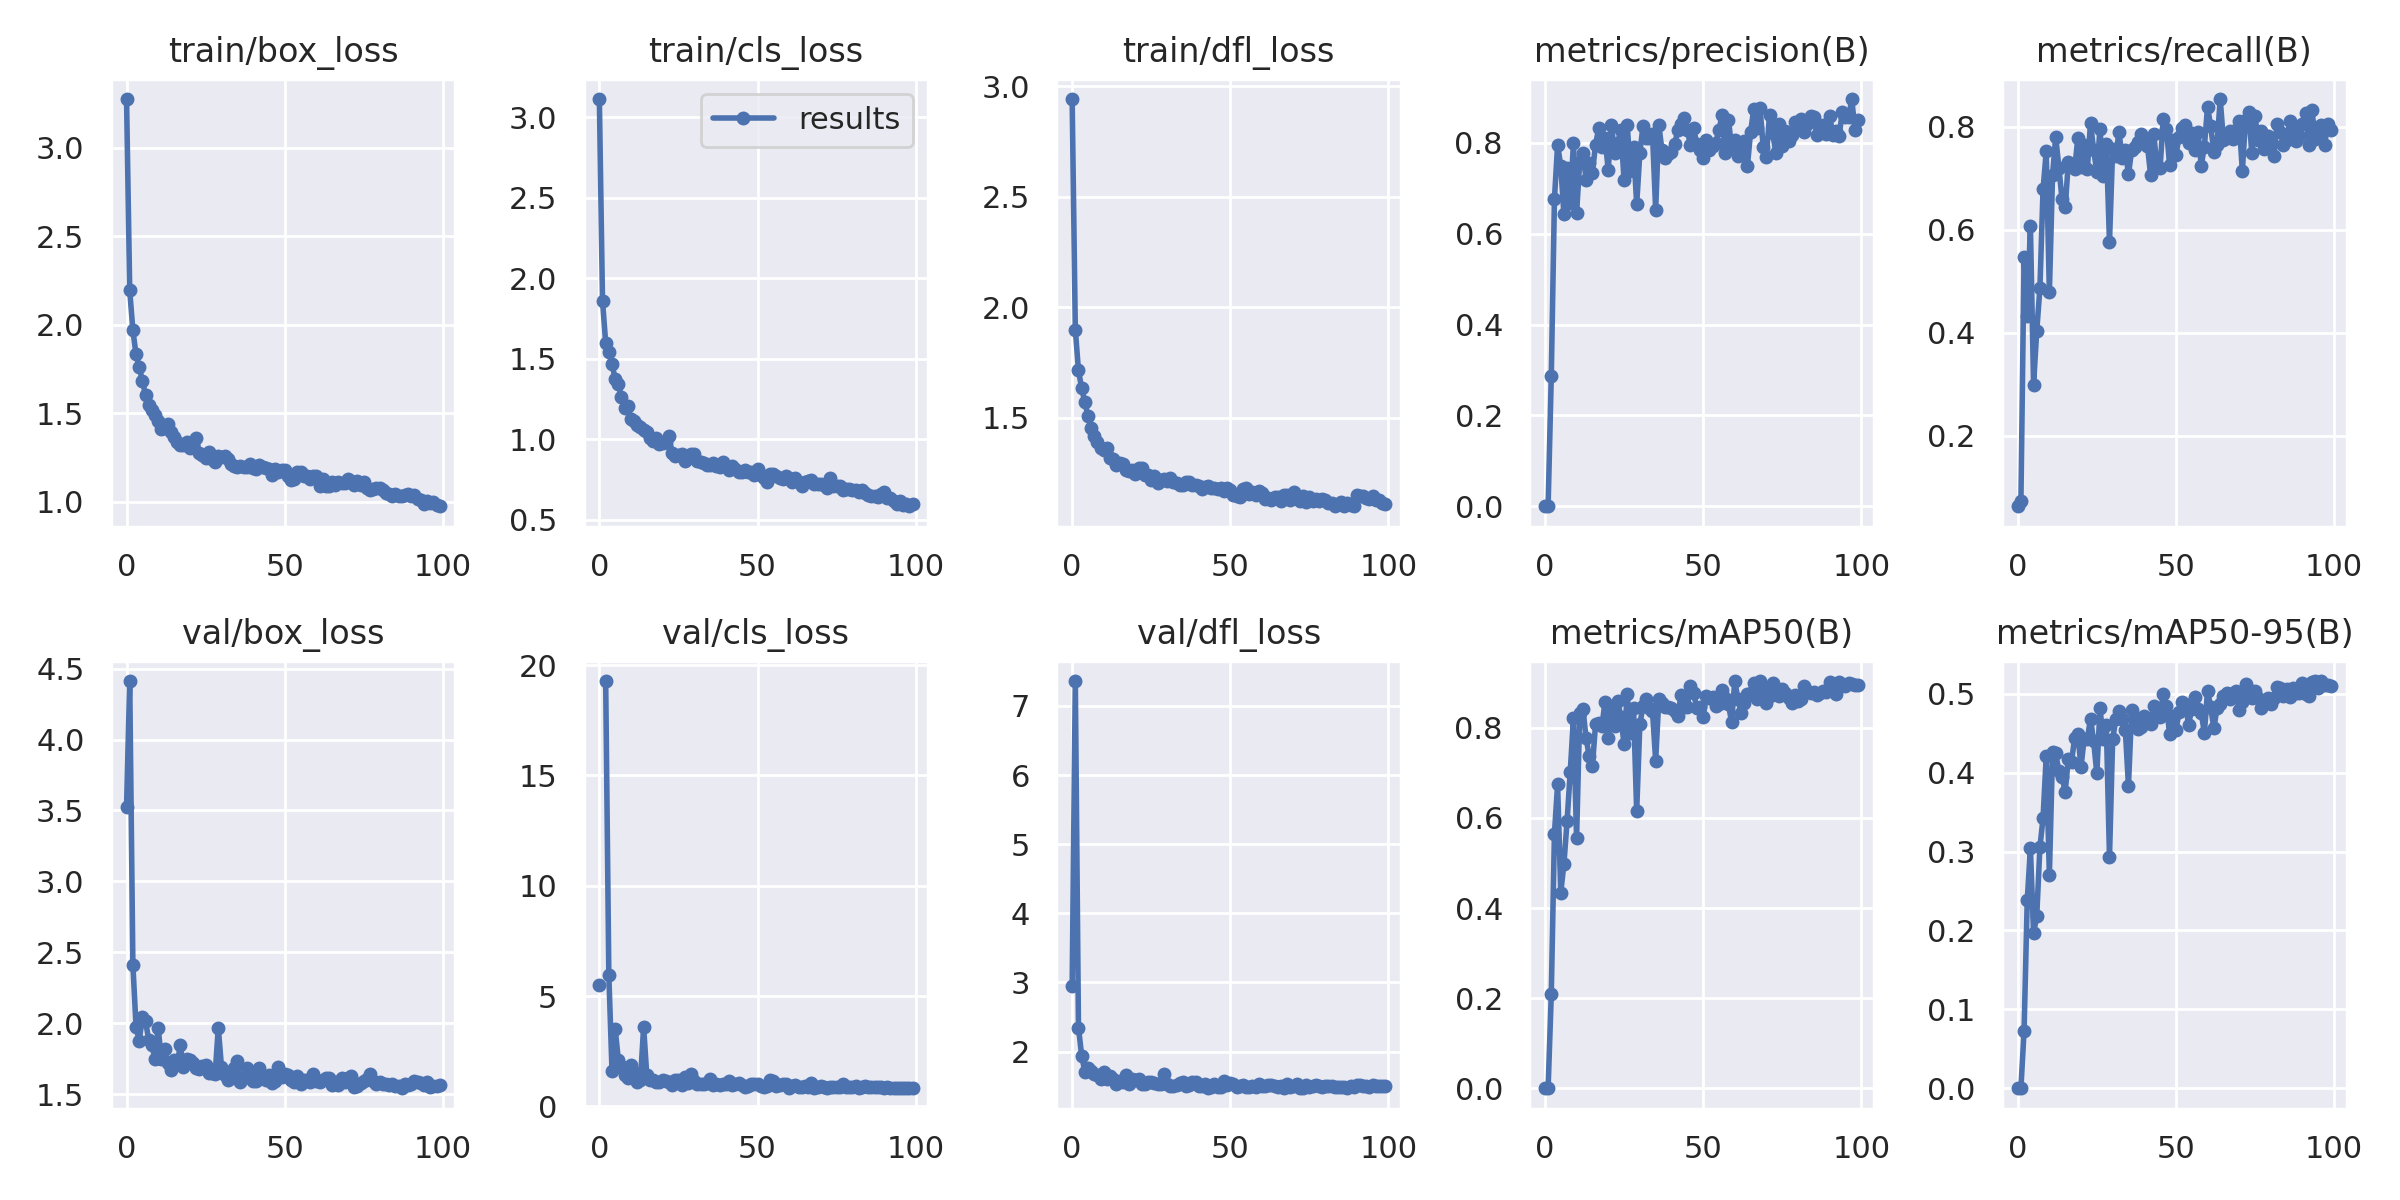 train/box_loss
train/cls_loss
train/dfl_loss
metrics/precision(B)
metrics/recall(B)
results
3.0
2.5
2.0
1.5
1.0
0 50 100
3.0
2.5
2.0
1.5
1.0
0.5
0 50 100
3.0
2.5
2.0
1.5
0 50 100
0.8
0.6
0.4
0.2
0.0
0 50 100
0.8
0.6
0.4
0.2
0 50 100
val/box_loss
val/cls_loss
val/dfl_loss
metrics/mAP50(B)
metrics/mAP50-95(B)
4.5
4.0
3.5
3.0
2.5
2.0
1.5
0 50 100
20
15
10
5
0
0 50 100
7
6
5
4
3
2
0 50 100
0.8
0.6
0.4
0.2
0.0
0 50 100
0.5
0.4
0.3
0.2
0.1
0.0
0 50 100